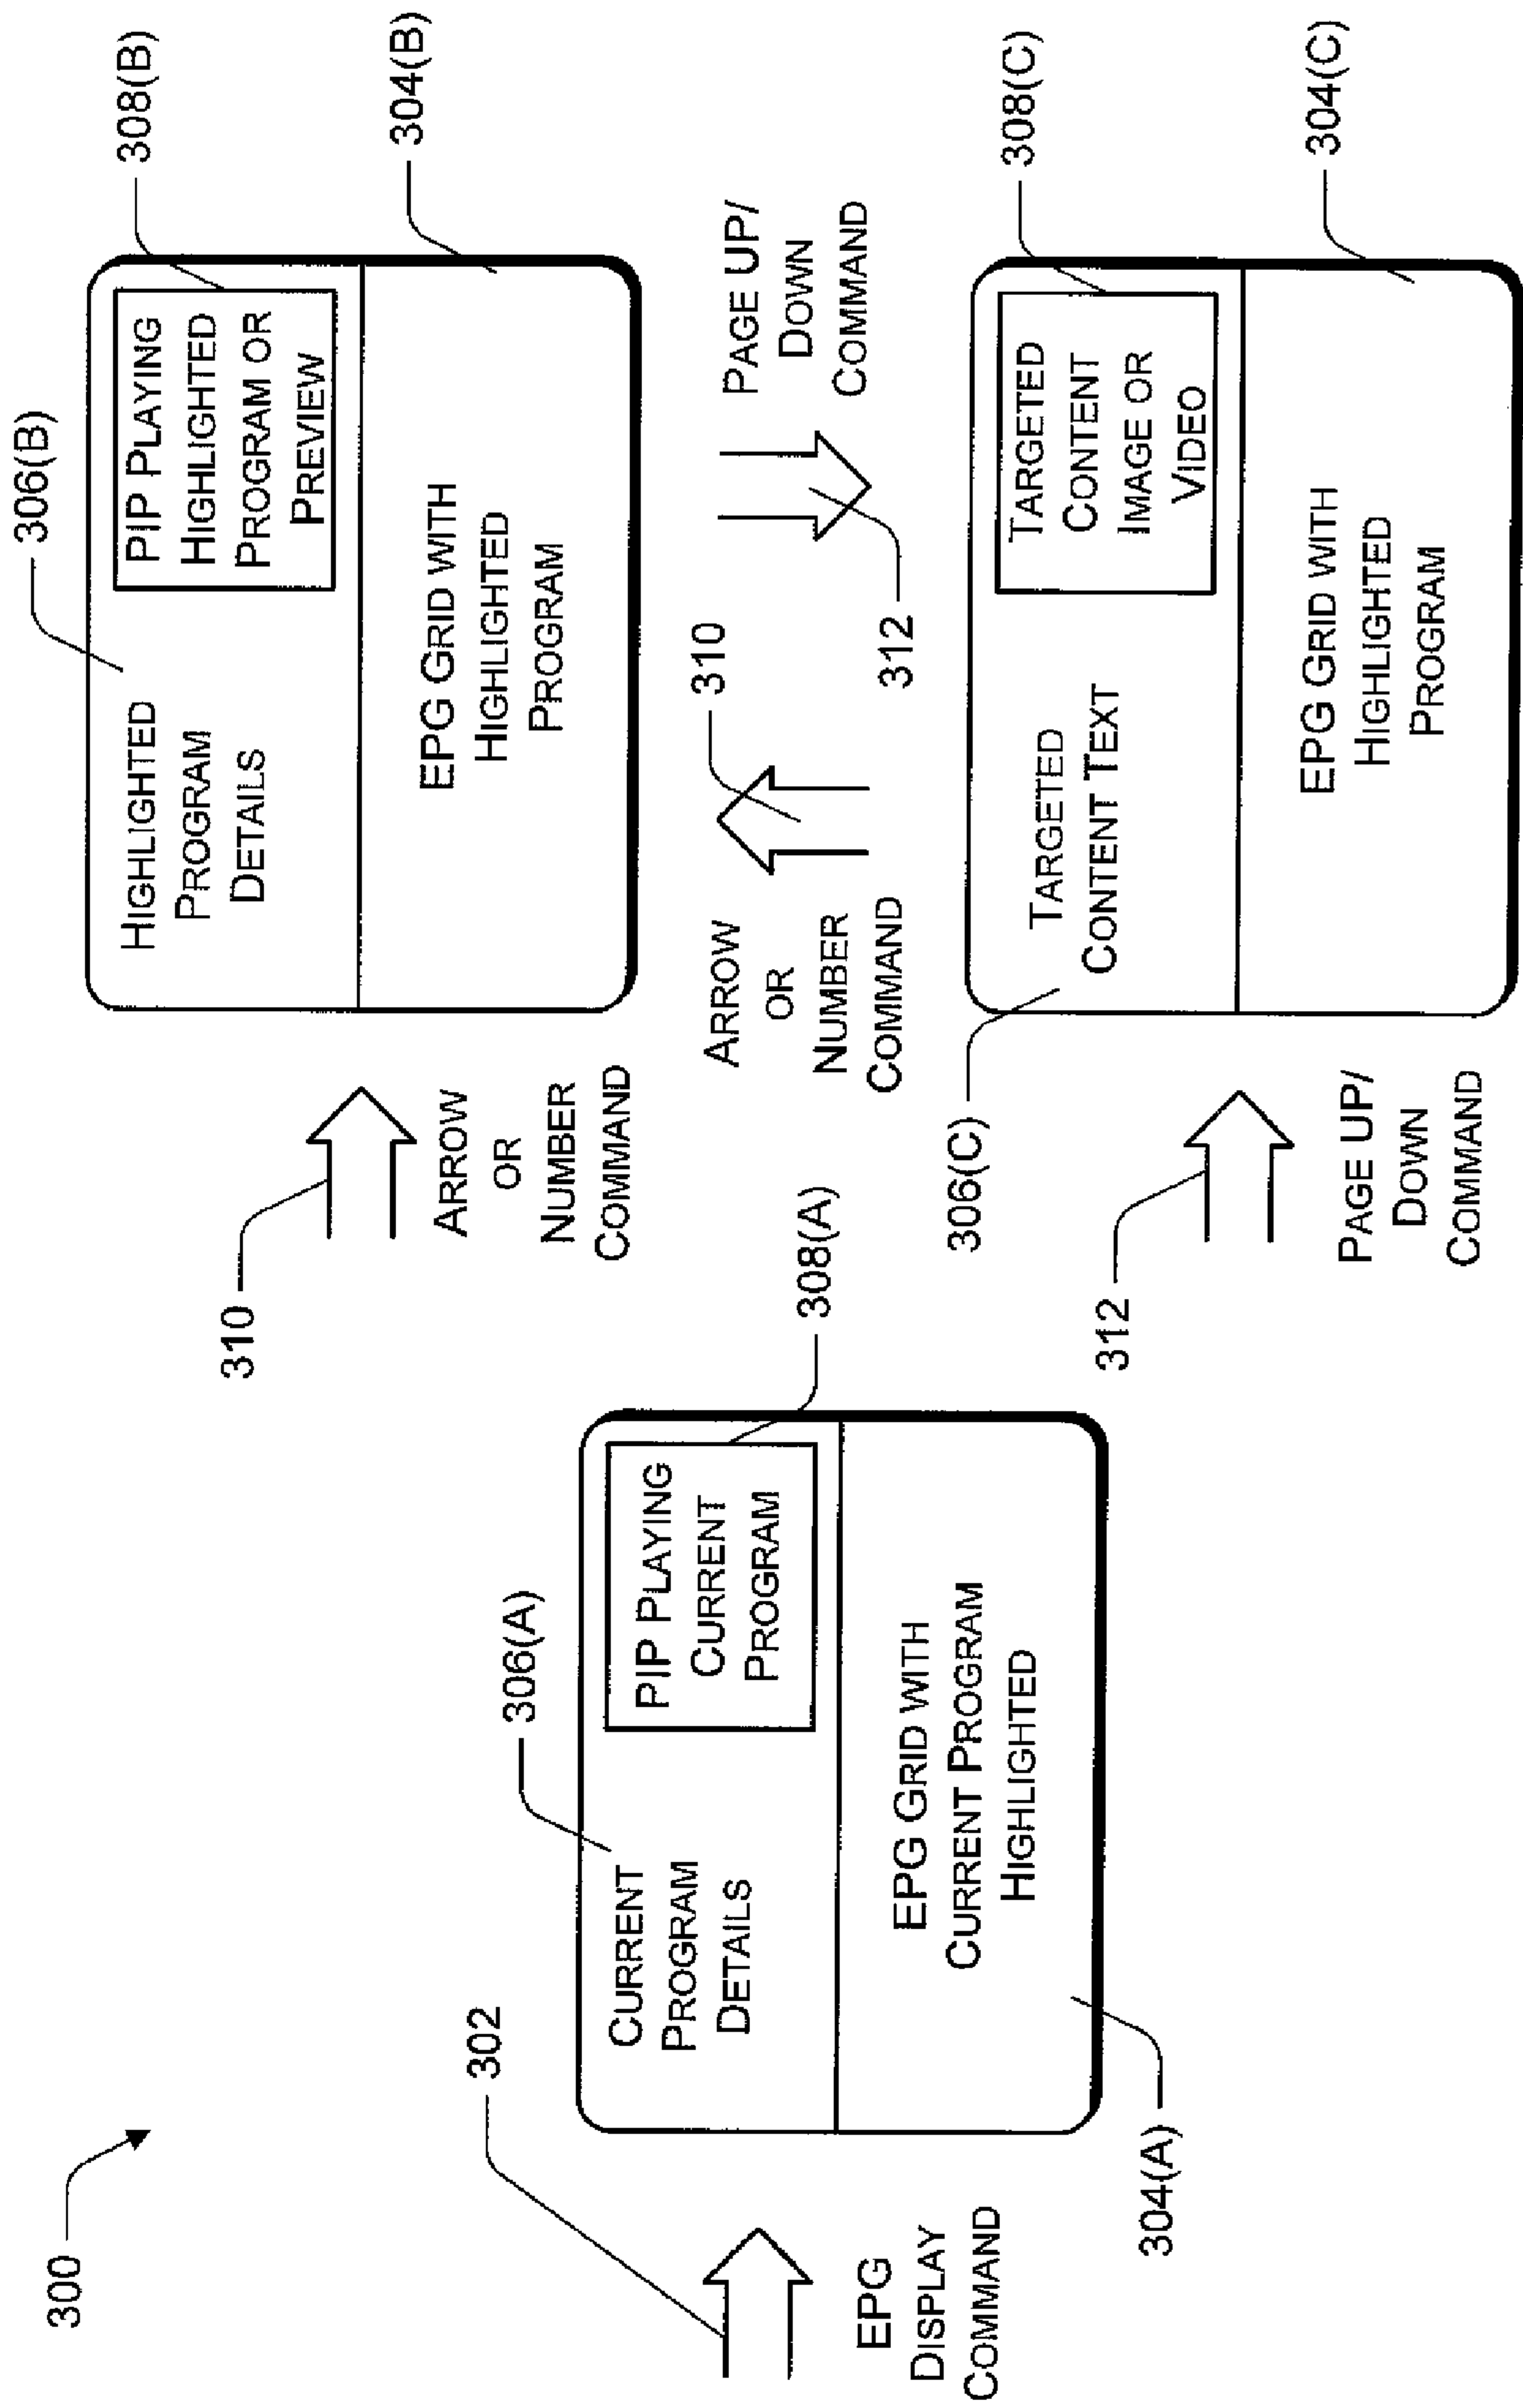 300
302
EPG
DISPLAY
COMMAND
306(A)
CURRENT
PROGRAM
DETAILS
PIP PLAYING
CURRENT
PROGRAM
308(A)
EPG GRID WITH
CURRENT PROGRAM
HIGHLIGHTED
304(A)
310
ARROW
OR
NUMBER
COMMAND
306(B)
HIGHLIGHTED
PROGRAM
DETAILS
PIP PLAYING
HIGHLIGHTED
PROGRAM OR
PREVIEW
308(B)
EPG GRID WITH
HIGHLIGHTED
PROGRAM
304(B)
ARROW
OR
NUMBER
COMMAND
310
312
PAGE UP/
DOWN
COMMAND
312
PAGE UP/
DOWN
COMMAND
306(C)
TARGETED
CONTENT TEXT
TARGETED
CONTENT
IMAGE OR
VIDEO
308(C)
EPG GRID WITH
HIGHLIGHTED
PROGRAM
304(C)